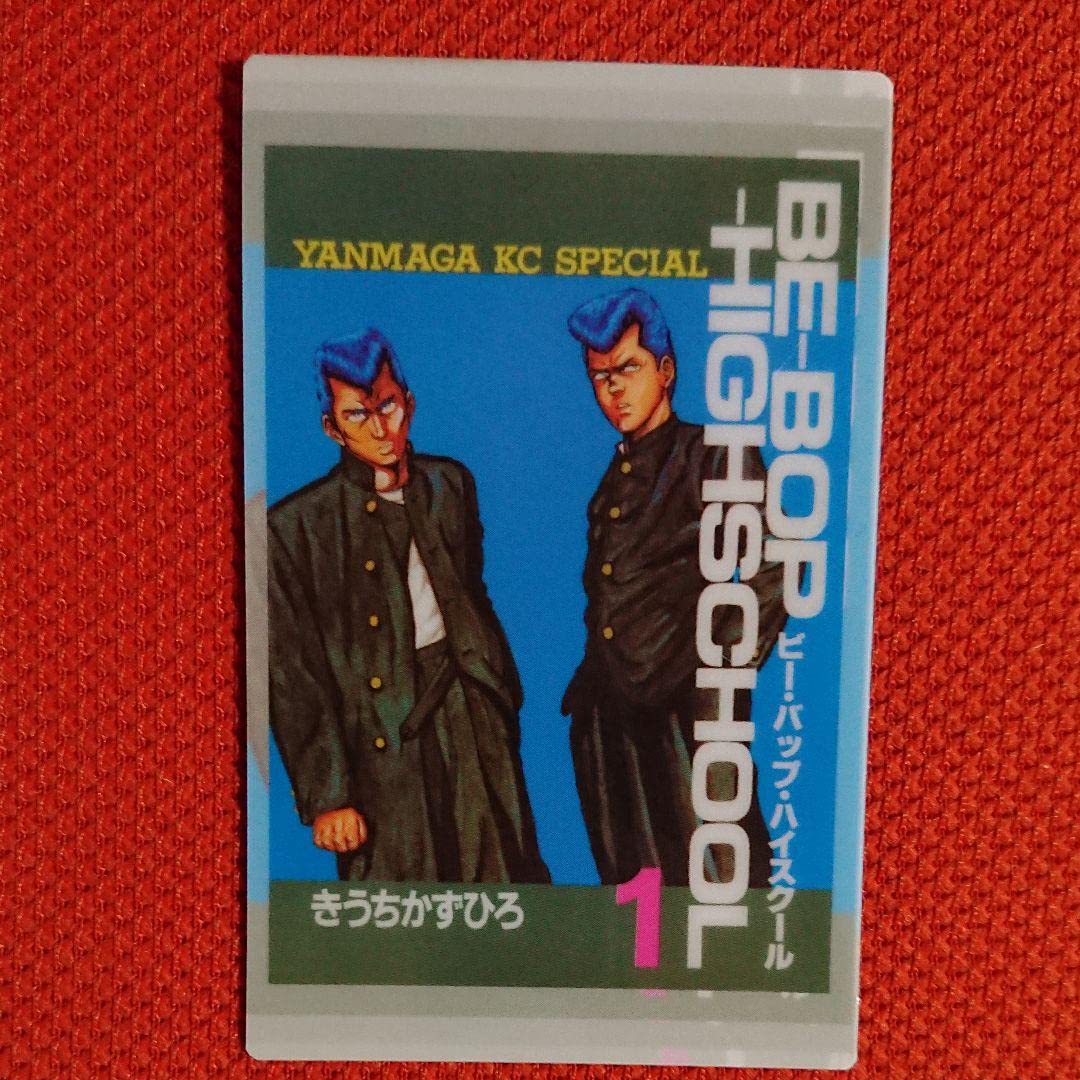 YANMAGA KC SPECIAL
BE-BOP
-HIGHSCHOOL-
ビー・バップ・ハイスクール
きうちかずひろ
1